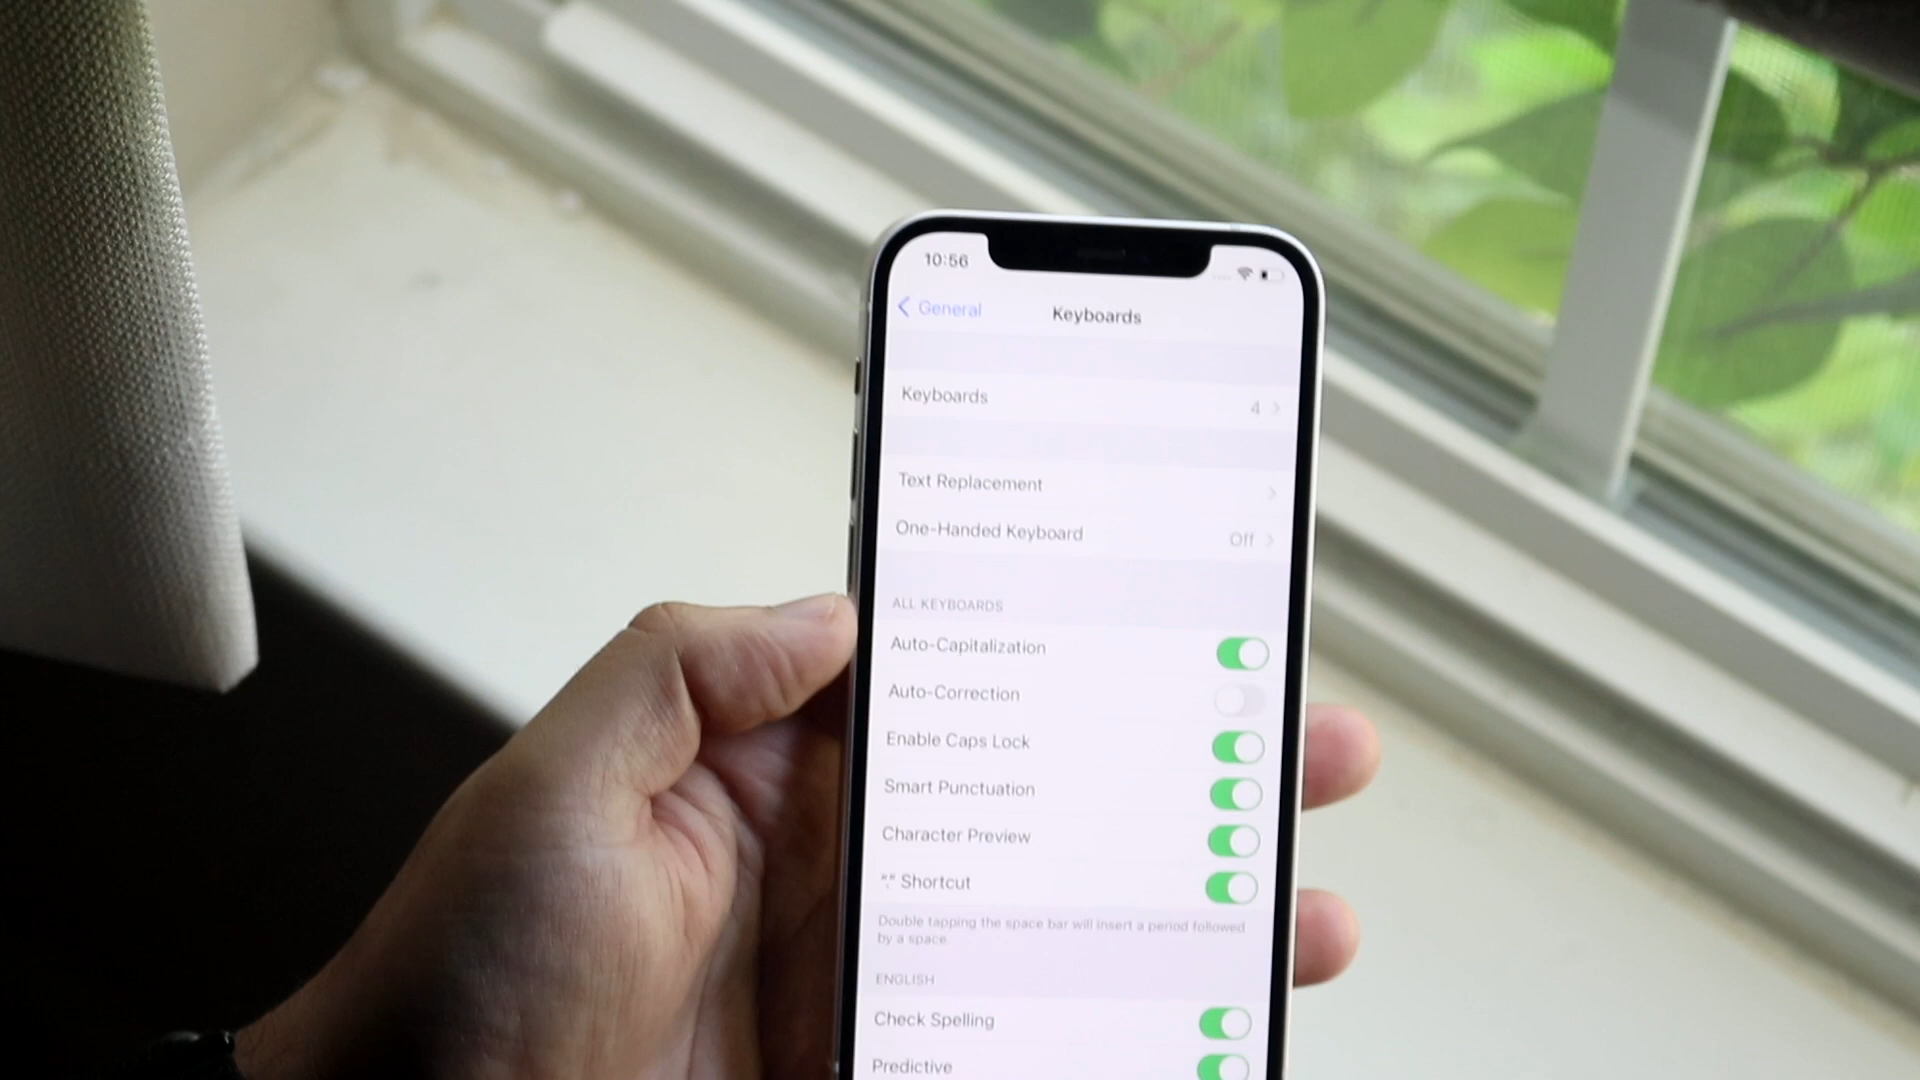 10:56
General
Keyboards
Keyboards 4
Text Replacement
One-Handed Keyboard Off
ALL KEYBOARDS
Auto-Capitalization
Auto-Correction
Enable Caps Lock
Smart Punctuation
Character Preview
"." Shortcut
Double tapping the space bar will insert a period followed
by a space.
ENGLISH
Check Spelling
Predictive